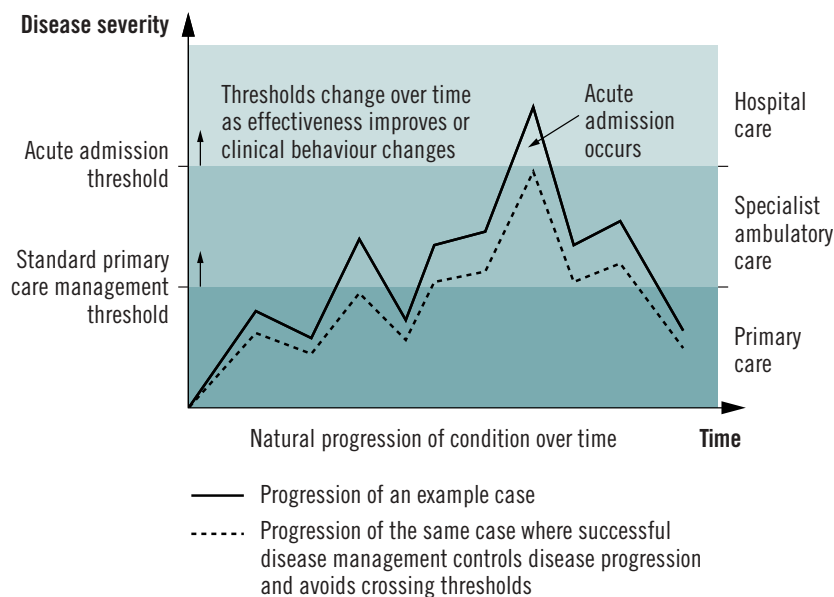 Disease severity
Thresholds change over time
as effectiveness improves or
clinical behaviour changes
Acute
admission
occurs
Hospital
care
Acute admission
threshold
Specialist
ambulatory
care
Standard primary
care management
threshold
Primary
care
Natural progression of condition over time
Time
Progression of an example case
Progression of the same case where successful
disease management controls disease progression
and avoids crossing thresholds